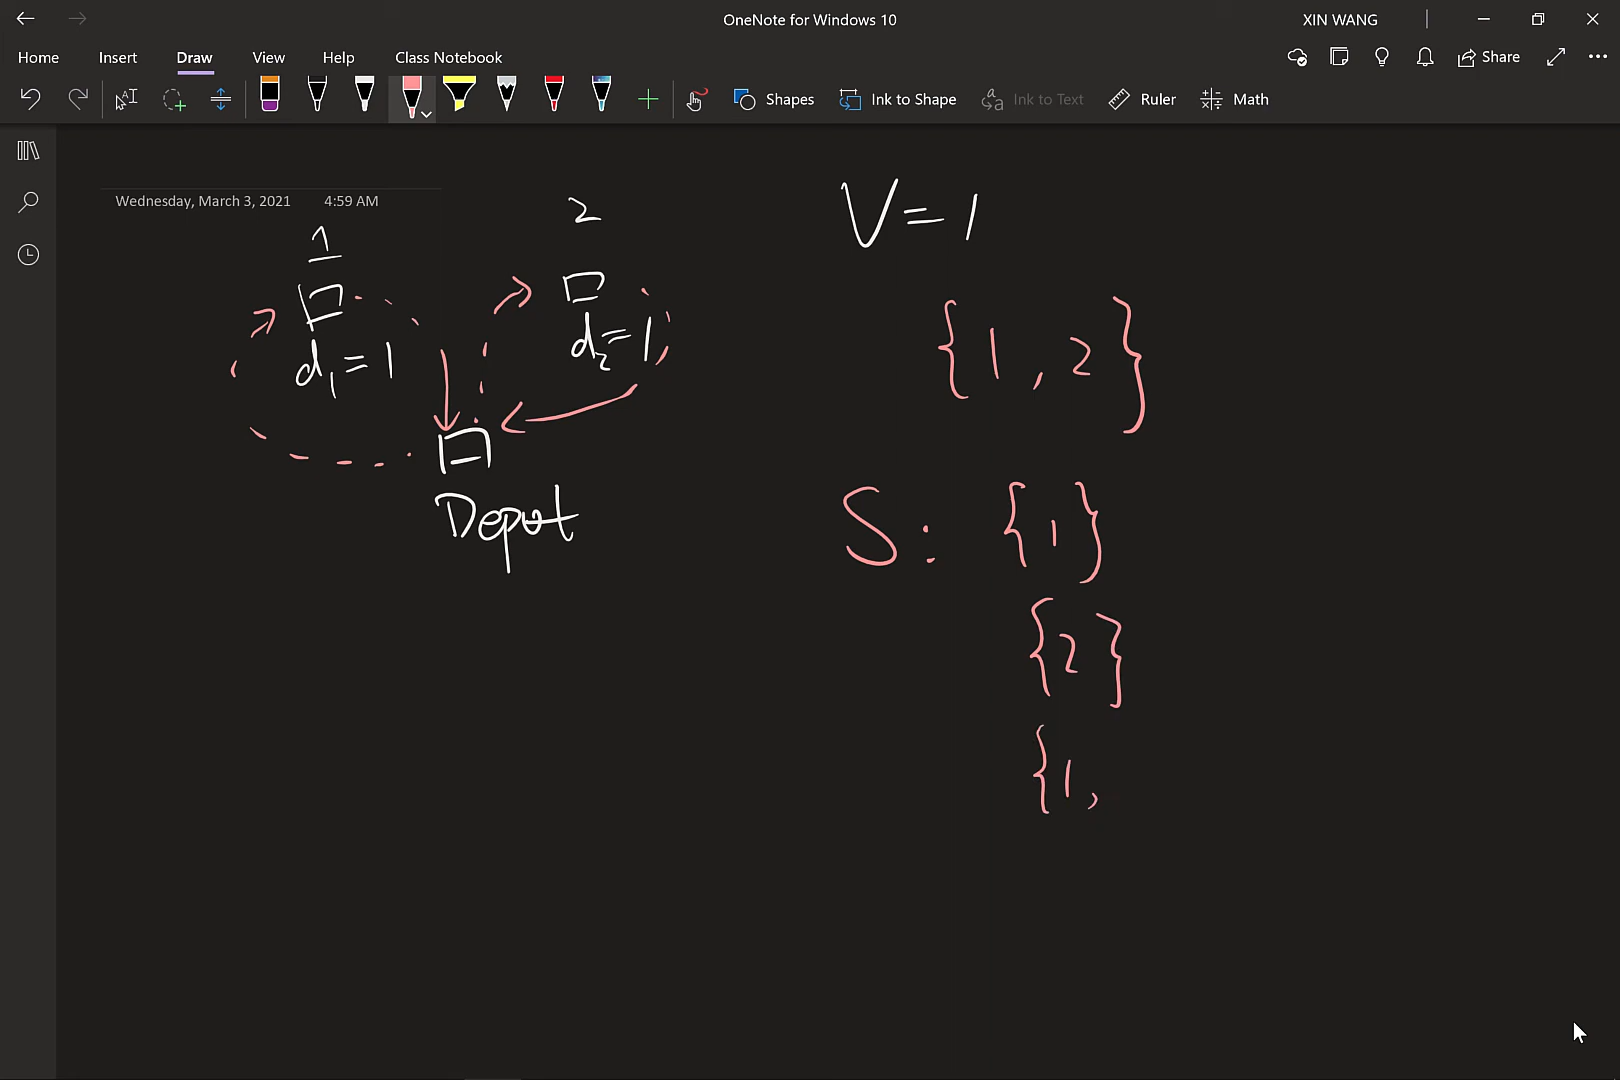 OneNote for Windows 10
XIN WANG
Home Insert Draw View Help Class Notebook
Share
Shapes Ink to Shape Ink to Text Ruler Math
Wednesday, March 3, 2021 4:59 AM
1
2
d₁ = 1
d₂ = 1
Depot
V = 1
{1, 2}
S: {1}
{2}
{1,